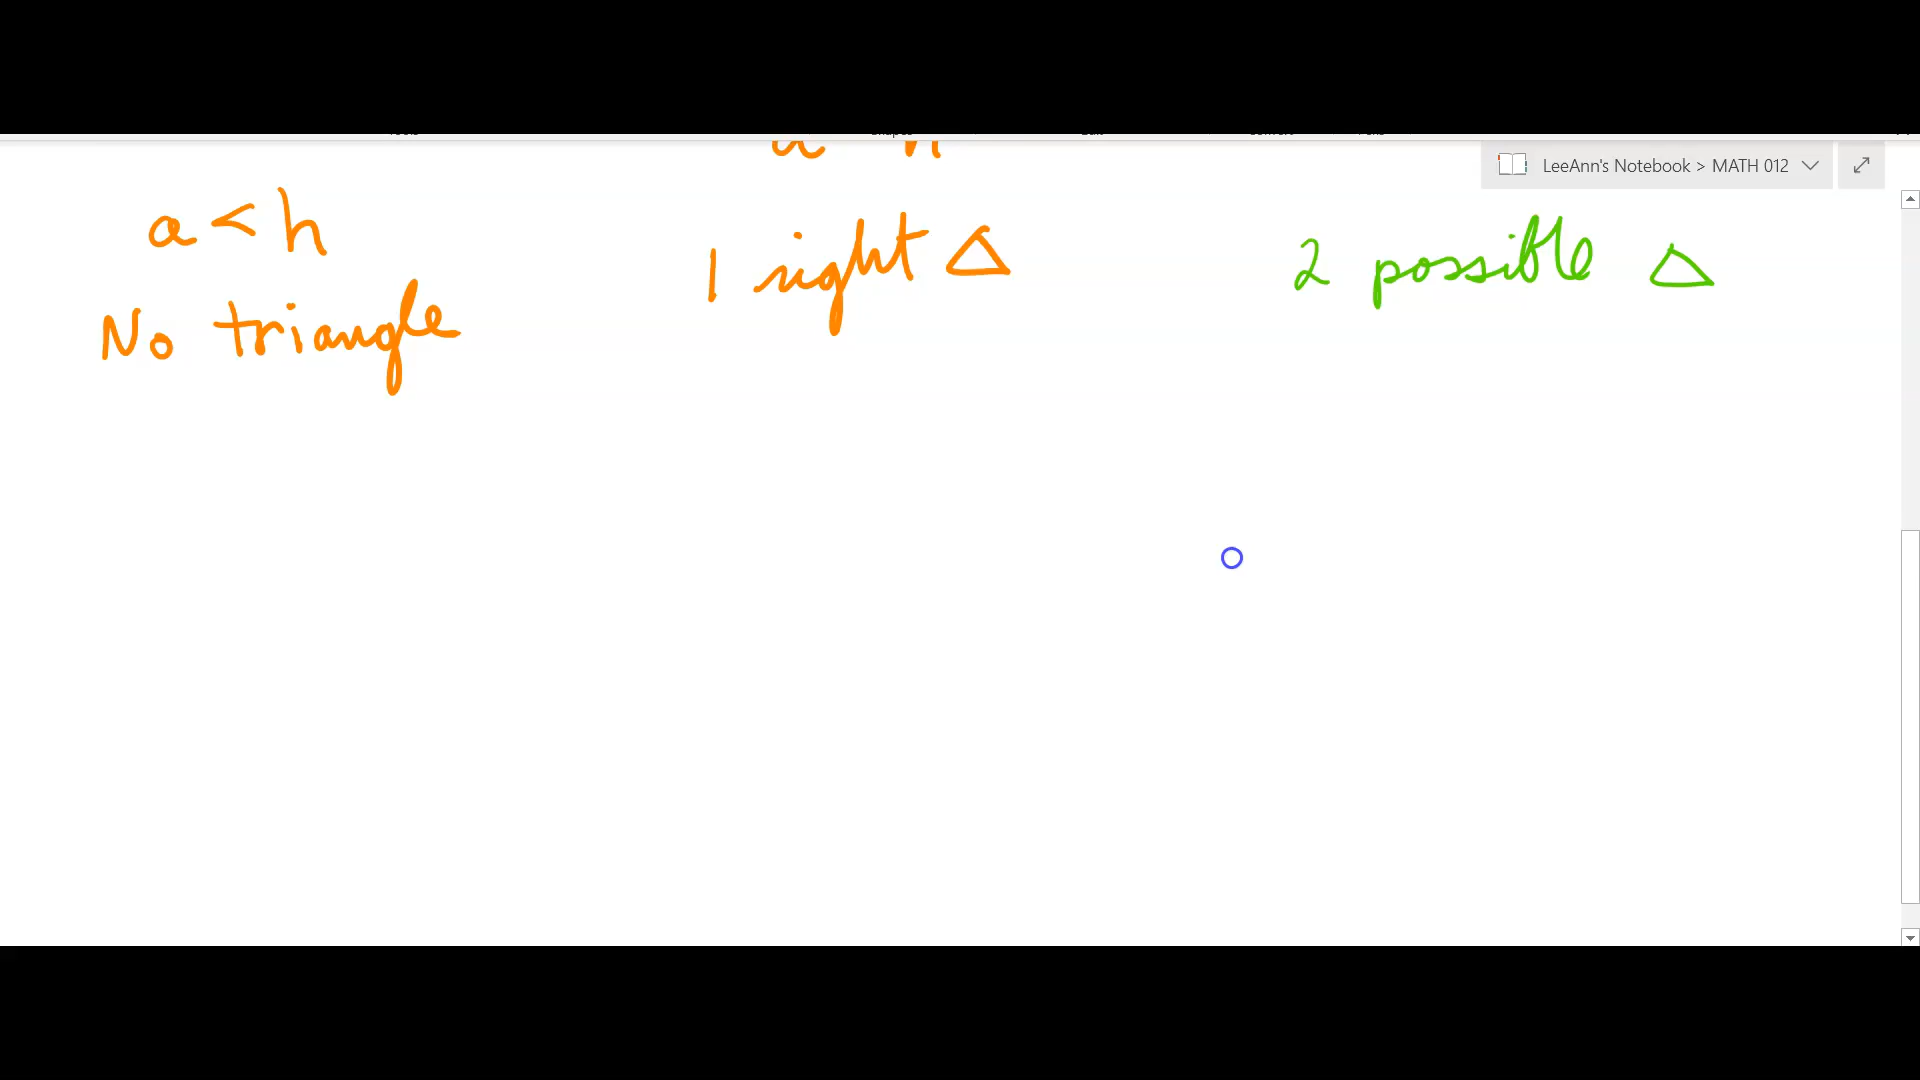 LeeAnn's Notebook > MATH 012
a < h
No triangle
1 right △
2 possible △